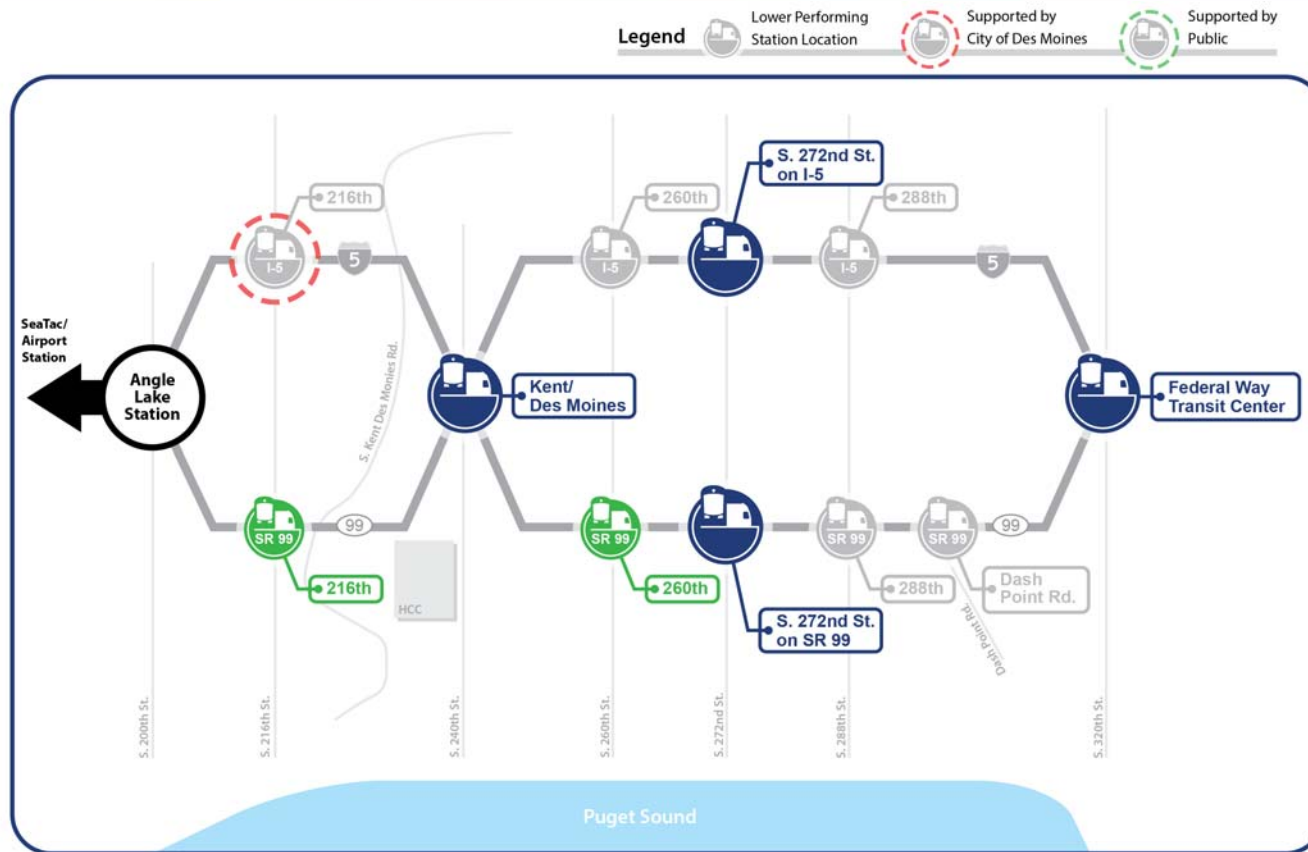 Legend
Lower Performing
Station Location
Supported by
City of Des Moines
Supported by
Public
S. 272nd St.
on I-5
216th
260th
288th
I-5
5
I-5
I-5
5
SeaTac/
Airport
Station
Angle
Lake
Station
S. Kent Des Monies Rd.
Kent/
Des Moines
Federal Way
Transit Center
SR 99
99
SR 99
SR 99
SR 99
99
216th
HCC
260th
288th
Dash
Point Rd.
S. 272nd St.
on SR 99
Dash Point Rd.
S. 200th St.
S. 216th St.
S. 240th St.
S. 260th St.
S. 272nd St.
S. 288th St.
S. 320th St.
Puget Sound